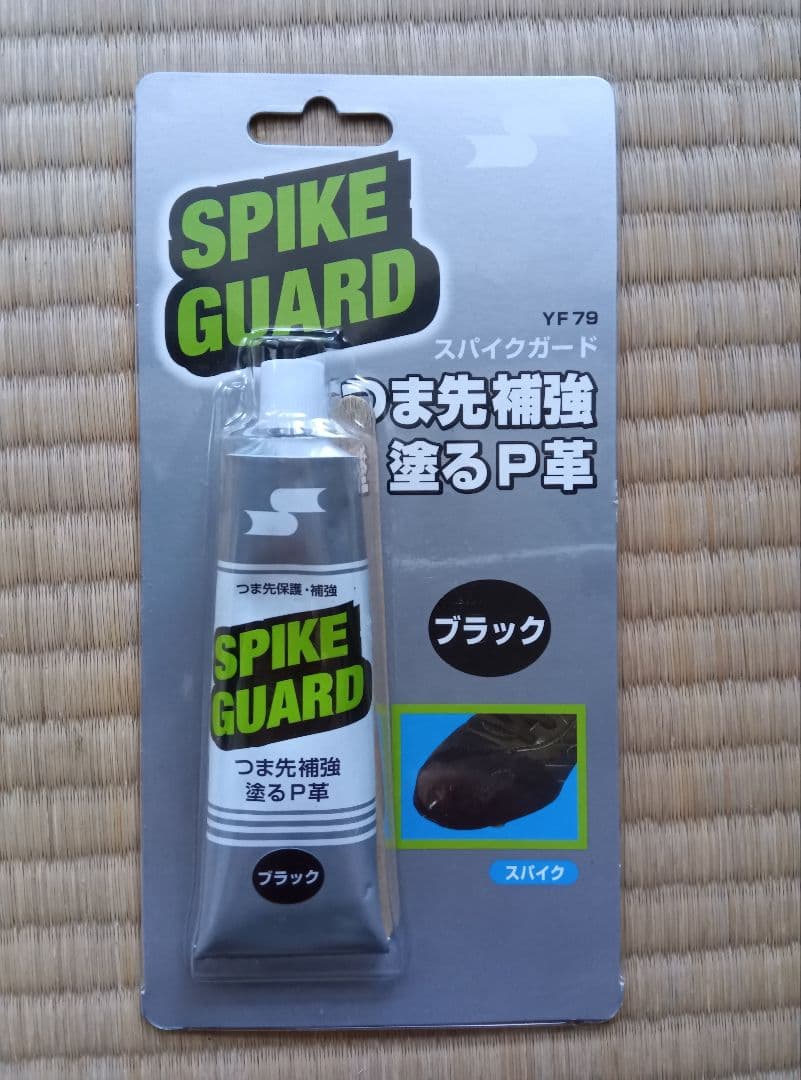 SPIKE
GUARD
YF79
スパイクガード
つま先補強
塗るP革
ブラック
スパイク
つま先保護・補強
SPIKE
GUARD
つま先補強
塗るP革
ブラック